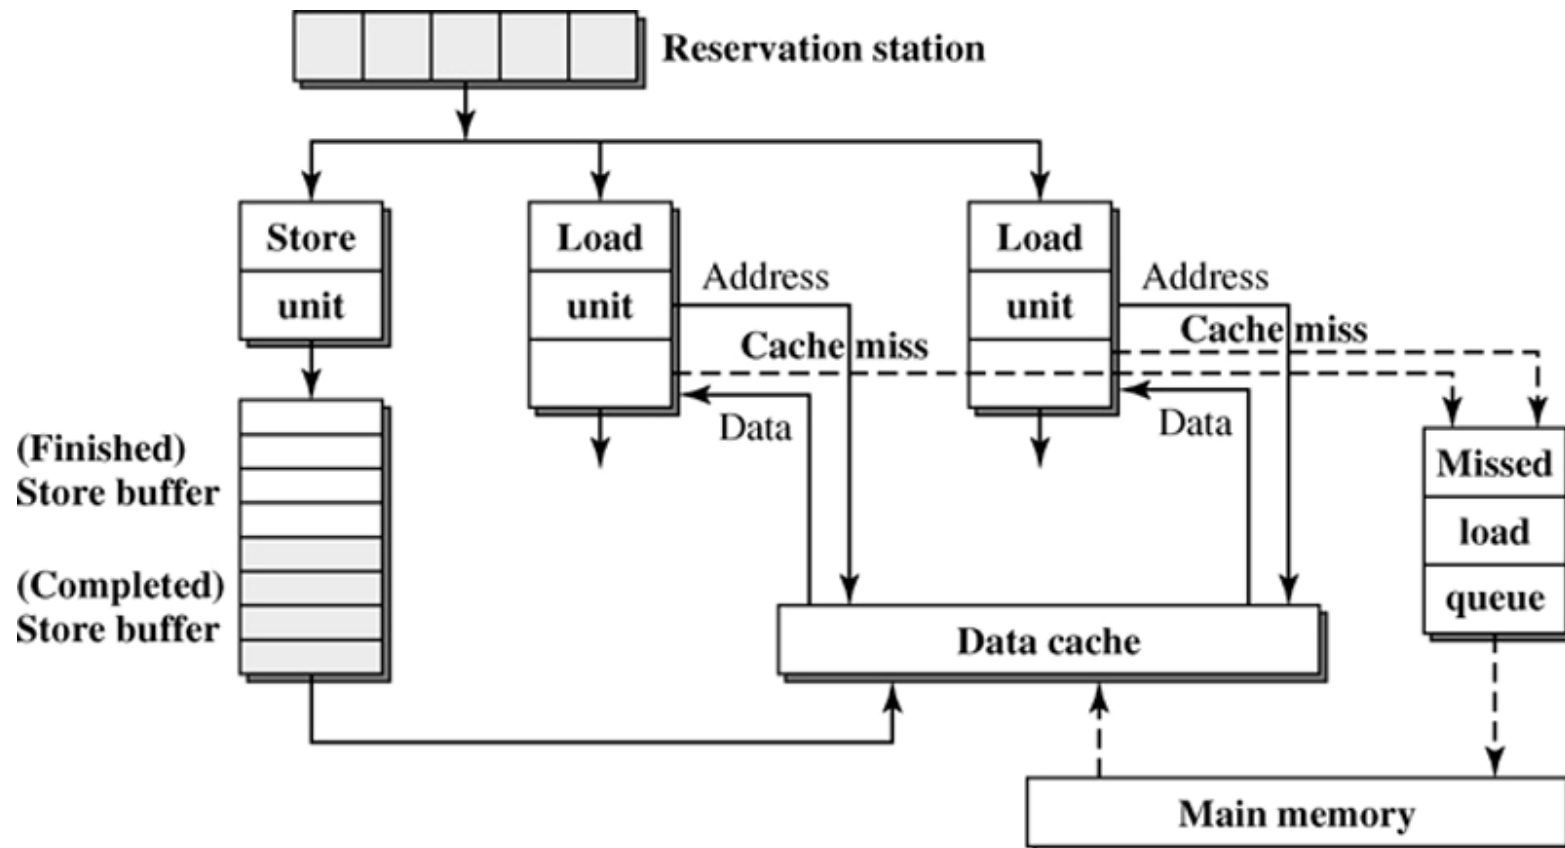 Reservation station
Store
unit
Load
unit
Load
unit
Address
Cache miss
Data
Address
Cache miss
Data
(Finished)
Store buffer
(Completed)
Store buffer
Missed
load
queue
Data cache
Main memory